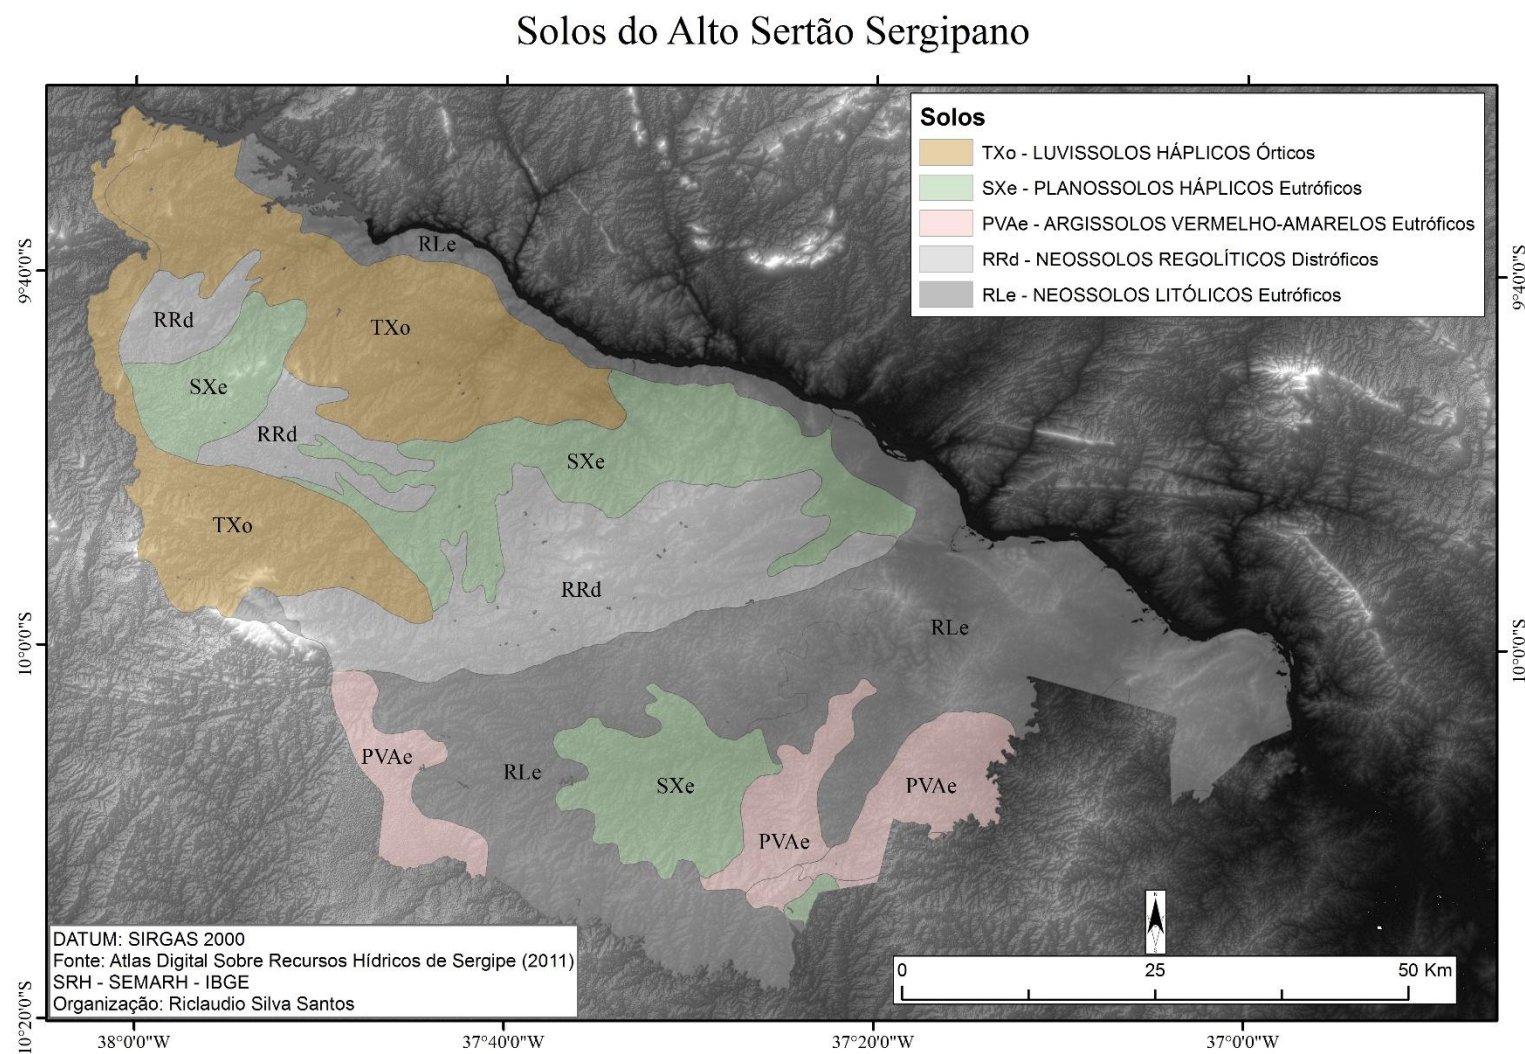 Solos do Alto Sertão Sergipano
Solos
TXo - LUVISSOLOS HÁPLICOS Órticos
SXe - PLANOSSOLOS HÁPLICOS Eutróficos
PVAe - ARGISSOLOS VERMELHO-AMARELOS Eutróficos
RRd - NEOSSOLOS REGOLÍTICOS Distróficos
RLe - NEOSSOLOS LITÓLICOS Eutróficos
RLe
9°40'0"S
9°40'0"S
RRd
TXo
SXe
RRd
SXe
TXo
RRd
RLe
10°0'0"S
10°0'0"S
PVAe
RLe
SXe
PVAe
PVAe
N
DATUM: SIRGAS 2000
Fonte: Atlas Digital Sobre Recursos Hídricos de Sergipe (2011)
SRH - SEMARH - IBGE
Organização: Riclaudio Silva Santos
0 25 50 Km
10°20'0"S
38°0'0"W 37°40'0"W 37°20'0"W 37°0'0"W